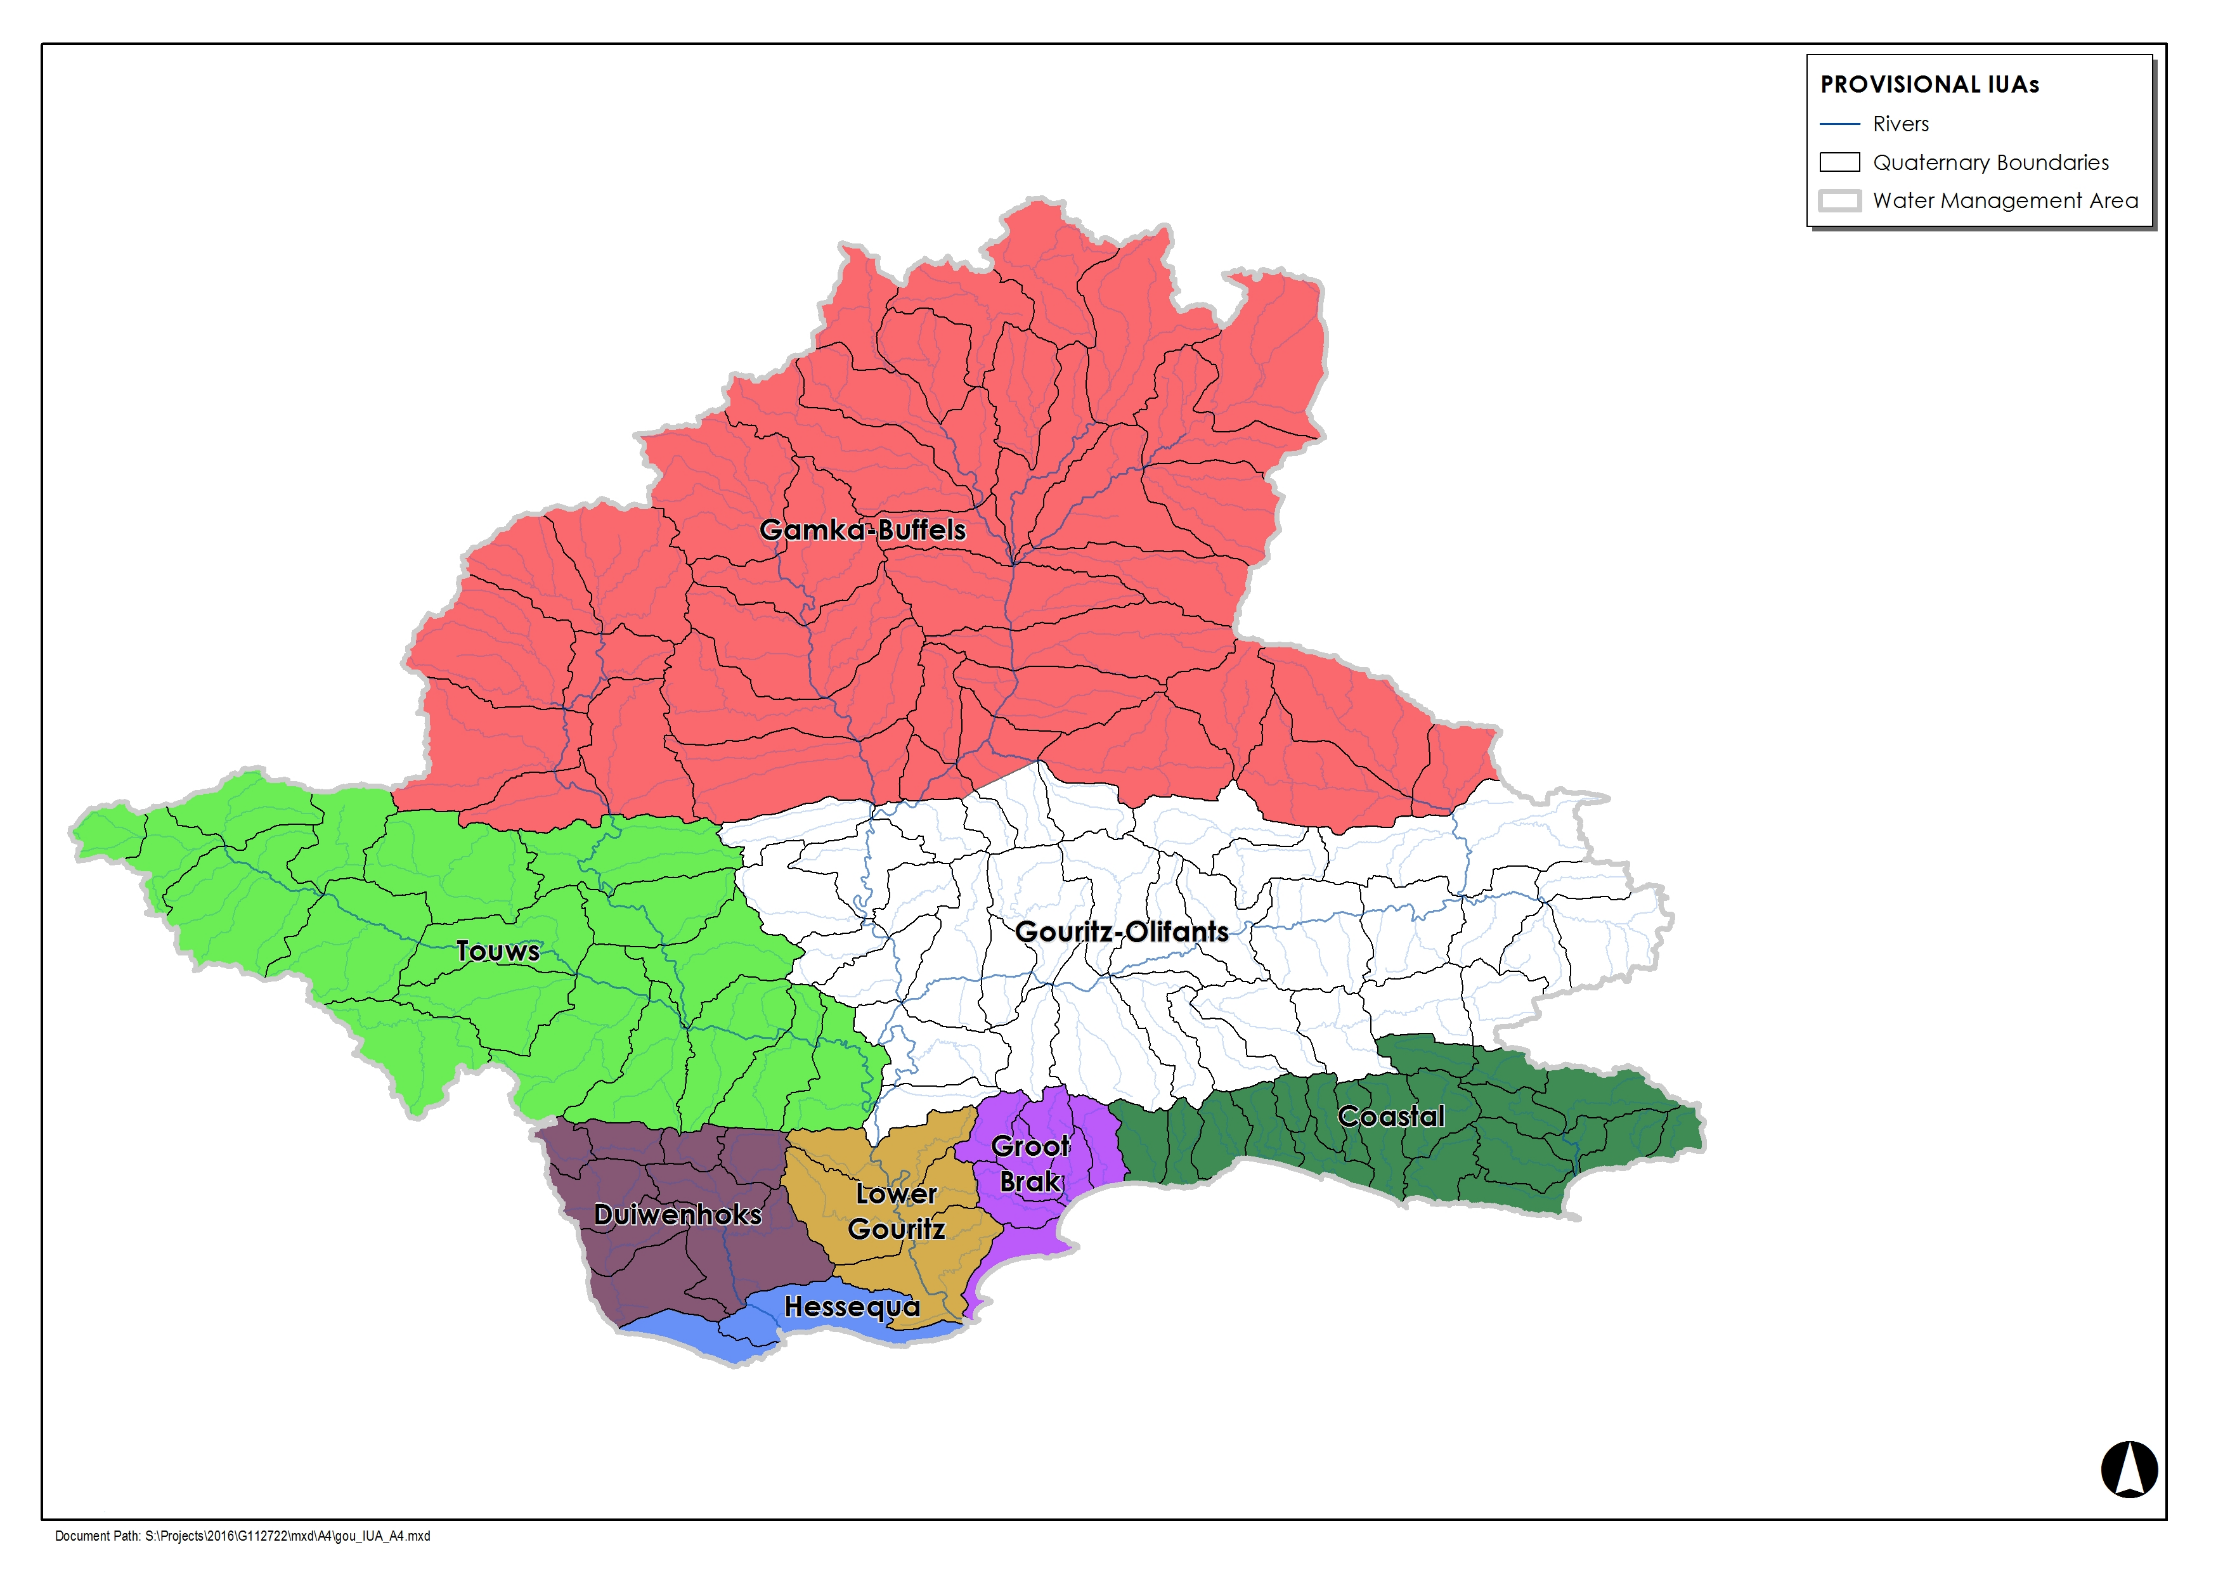 PROVISIONAL IUAs
Rivers
Quaternary Boundaries
Water Management Area
Gamka-Buffels
Gouritz-Olifants
Touws
Coastal
Groot
Brak
Lower
Gouritz
Duiwenhoks
Hessequa
Document Path: S:\Projects\2016\G112722\mxd\A4\gou_IUA_A4.mxd